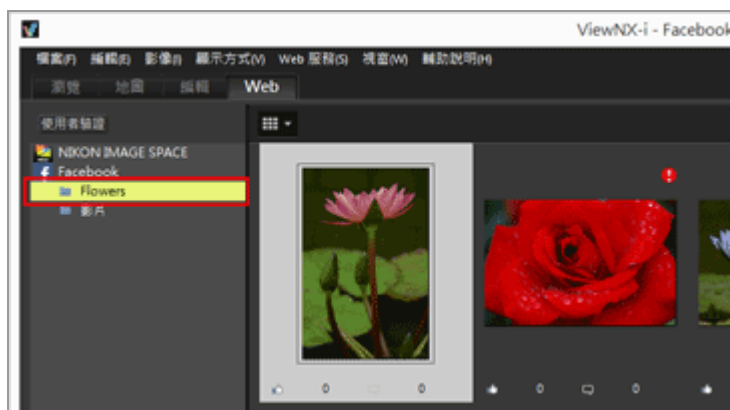 ViewNX-i - Facebook
檔案(F) 編輯(E) 影像(I) 顯示方式(V) Web 服務(S) 視窗(W) 輔助說明(H)
瀏覽 地圖 編輯 Web
使用者驗證
NIKON IMAGE SPACE
Facebook
Flowers
影片
0 0 0 0